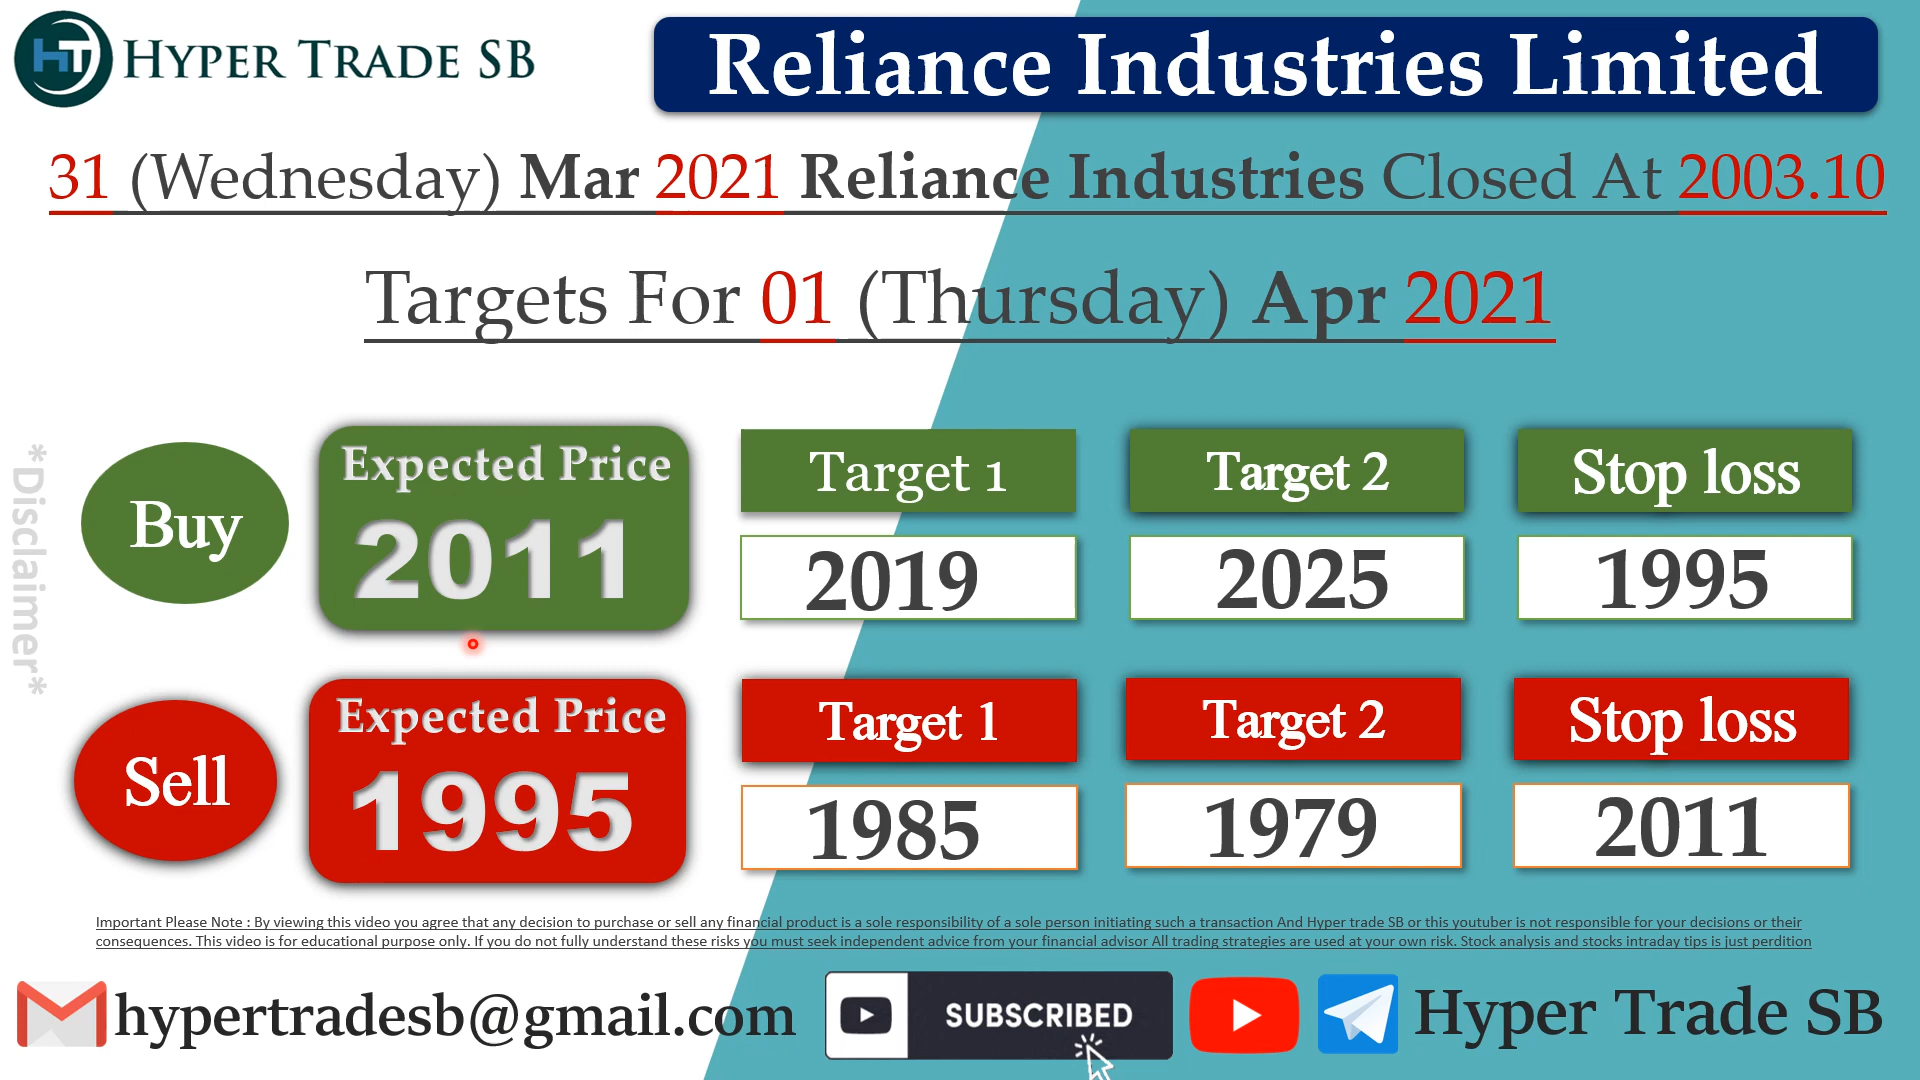 HT HYPER TRADE SB
Reliance Industries Limited
31 (Wednesday) Mar 2021 Reliance Industries Closed At 2003.10
Targets For 01 (Thursday) Apr 2021
*Disclaimer*
Buy
Expected Price
2011
Target 1
2019
Target 2
2025
Stop loss
1995
Sell
Expected Price
1995
Target 1
1985
Target 2
1979
Stop loss
2011
Important Please Note : By viewing this video you agree that any decision to purchase or sell any financial product is a sole responsibility of a sole person initiating such a transaction And Hyper trade SB or this youtuber is not responsible for your decisions or their
consequences. This video is for educational purpose only. If you do not fully understand these risks you must seek independent advice from your financial advisor All trading strategies are used at your own risk. Stock analysis and stocks intraday tips is just perdition
hypertradesb@gmail.com
SUBSCRIBED
Hyper Trade SB